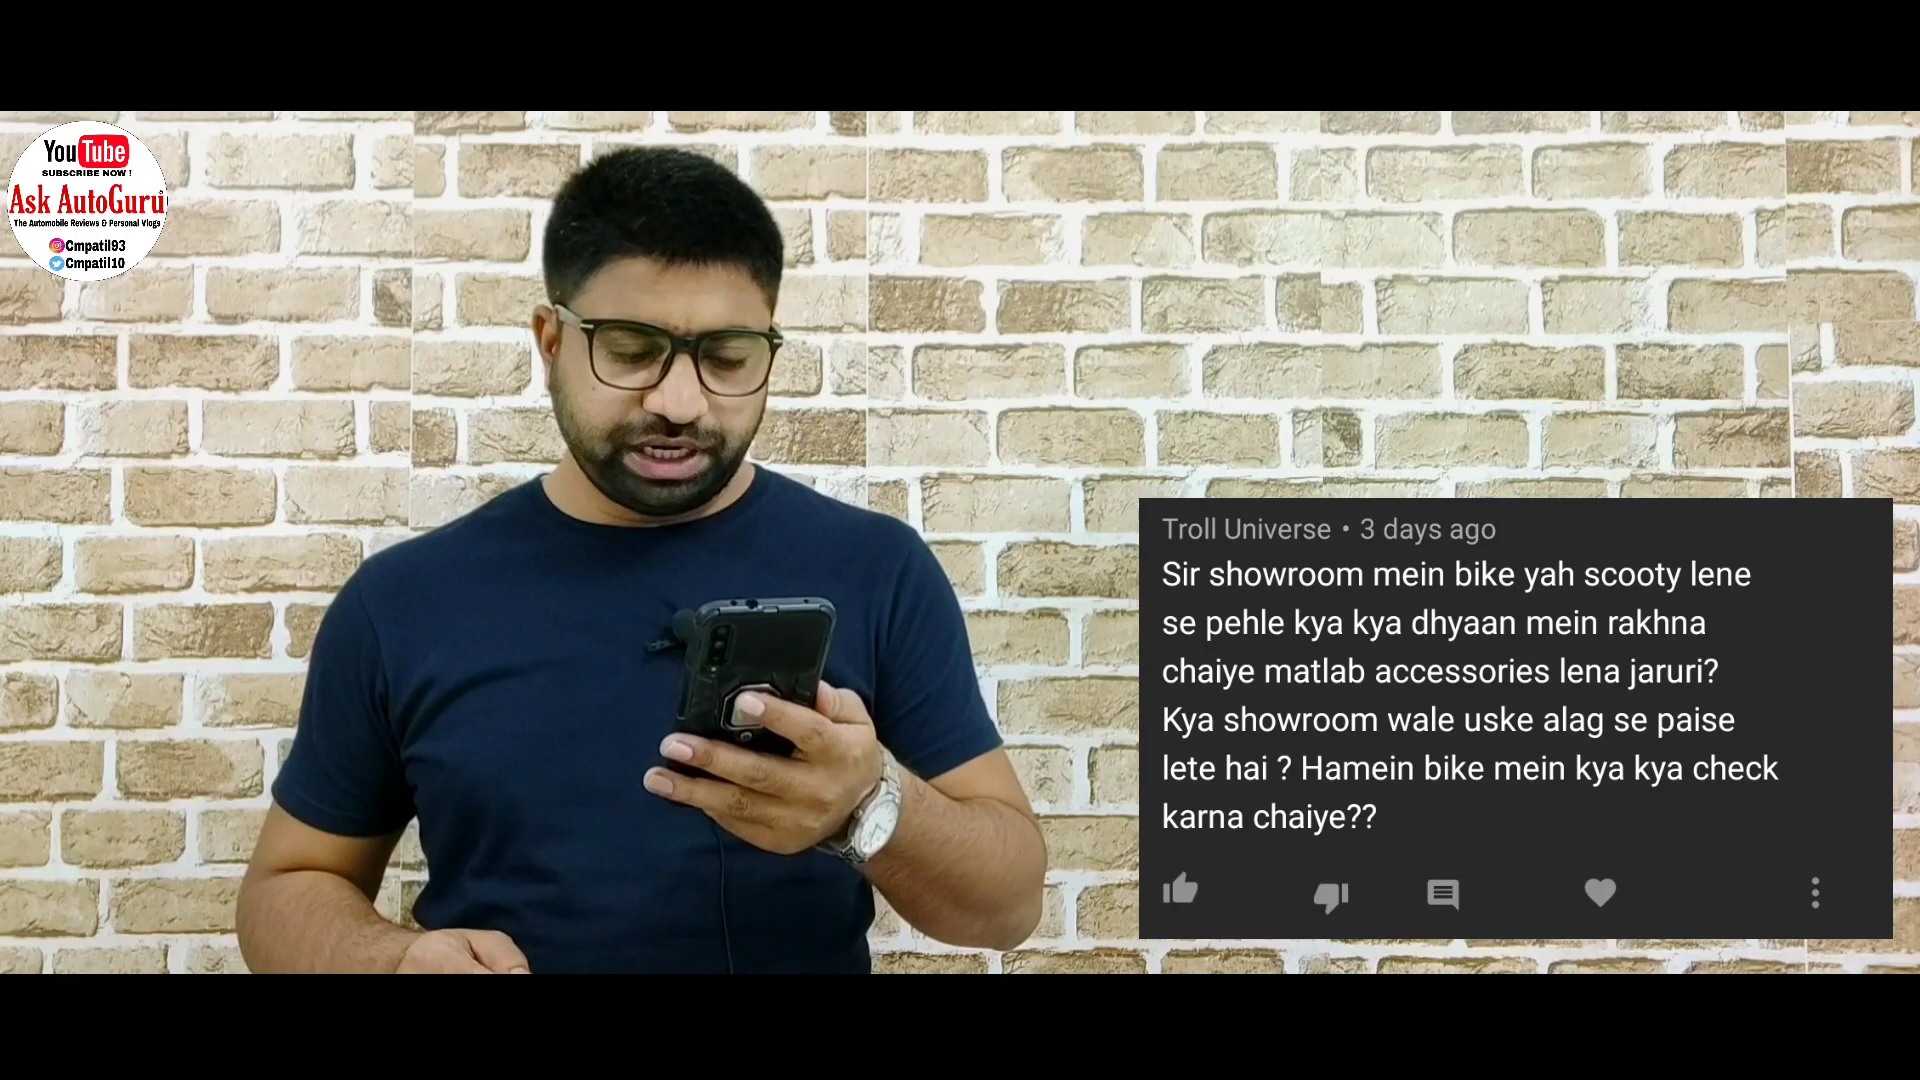 YouTube
SUBSCRIBE NOW !
Ask AutoGuru
The Automobile Reviews & Personal Vlogs
Cmpatil93
Cmpatil10
Troll Universe • 3 days ago
Sir showroom mein bike yah scooty lene
se pehle kya kya dhyaan mein rakhna
chaiye matlab accessories lena jaruri?
Kya showroom wale uske alag se paise
lete hai ? Hamein bike mein kya kya check
karna chaiye??